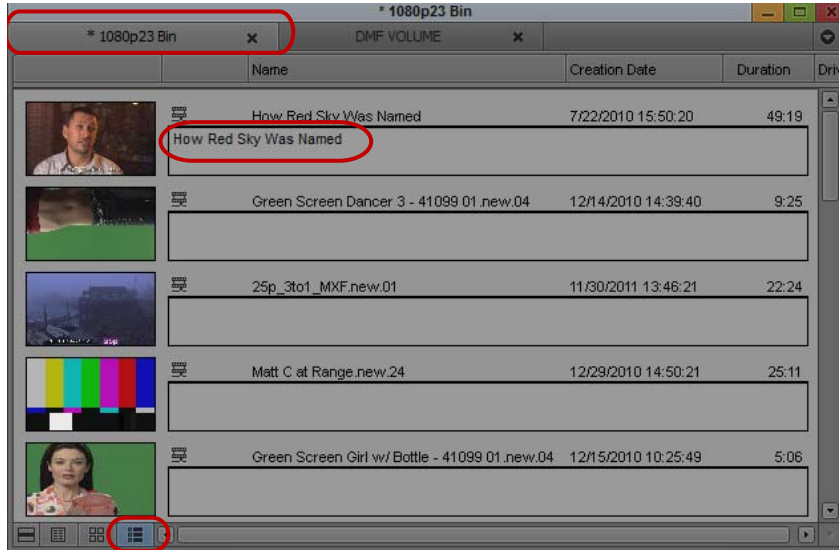 * 1080p23 Bin
* 1080p23 Bin
DMF VOLUME
Name Creation Date Duration Driv
How Red Sky Was Named 7/22/2010 15:50:20 49:19
How Red Sky Was Named
Green Screen Dancer 3 - 41099 01.new.04 12/14/2010 14:39:40 9:25
25p_3to1_MXF.new.01 11/30/2011 13:46:21 22:24
25p
Matt C at Range.new.24 12/29/2010 14:50:21 25:11
Green Screen Girl w/ Bottle - 41099 01.new.04 12/15/2010 10:25:49 5:06